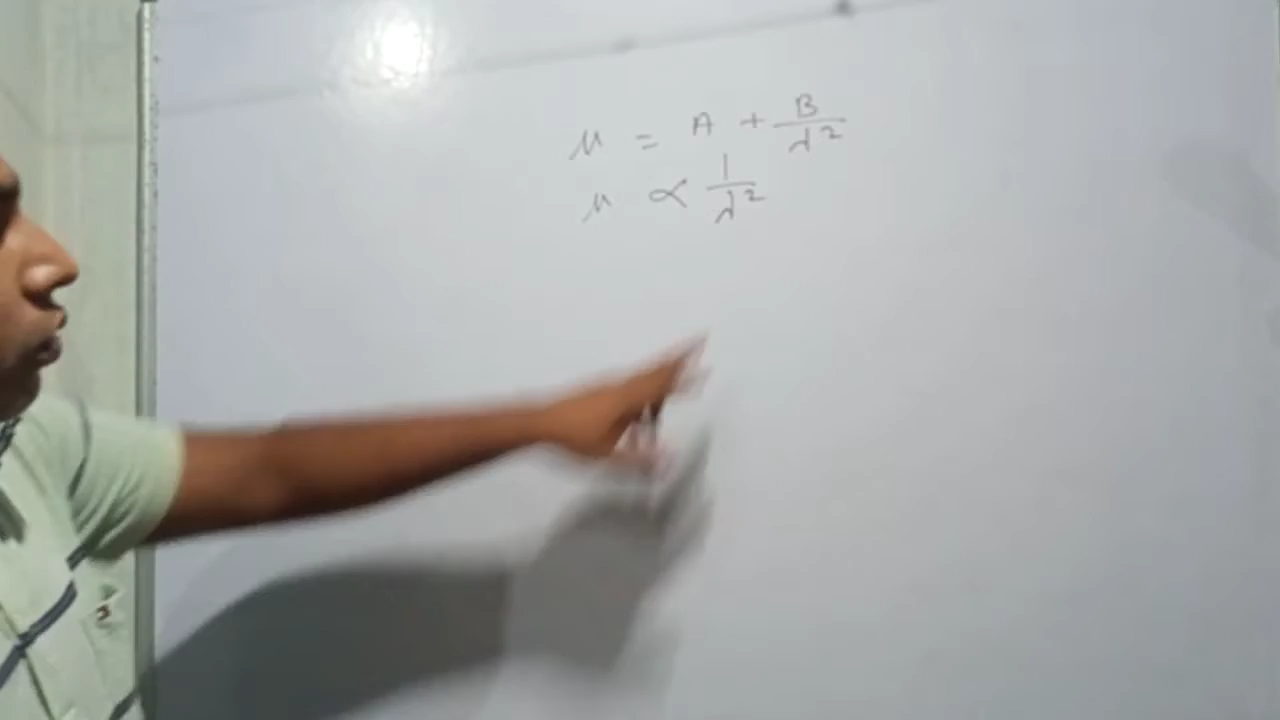 μ = A + B/λ²
μ ∝ 1/λ²